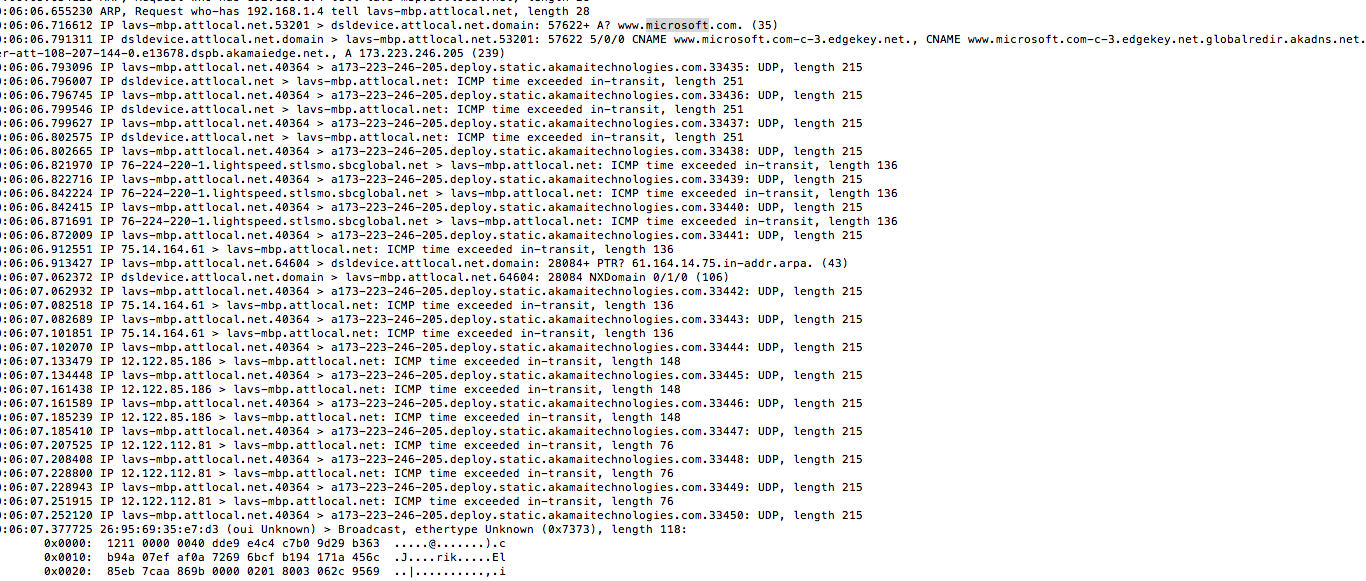 0:06:06.655230 ARP, Request who-has 192.168.1.4 tell lavs-mbp.attlocal.net, length 28
0:06:06.716612 IP lavs-mbp.attlocal.net.53201 > dsldevice.attlocal.net.domain: 57622+ A? www.microsoft.com. (35)
0:06:06.791311 IP dsldevice.attlocal.net.domain > lavs-mbp.attlocal.net.53201: 57622 5/0/0 CNAME www.microsoft.com-c-3.edgekey.net., CNAME www.microsoft.com-c-3.edgekey.net.globalredir.akadns.net.
er-att-108-207-144-0.e13678.dspb.akamaiedge.net., A 173.223.246.205 (239)
0:06:06.793096 IP lavs-mbp.attlocal.net.40364 > a173-223-246-205.deploy.static.akamaitechnologies.com.33435: UDP, length 215
0:06:06.796007 IP dsldevice.attlocal.net > lavs-mbp.attlocal.net: ICMP time exceeded in-transit, length 251
0:06:06.796745 IP lavs-mbp.attlocal.net.40364 > a173-223-246-205.deploy.static.akamaitechnologies.com.33436: UDP, length 215
0:06:06.799546 IP dsldevice.attlocal.net > lavs-mbp.attlocal.net: ICMP time exceeded in-transit, length 251
0:06:06.799627 IP lavs-mbp.attlocal.net.40364 > a173-223-246-205.deploy.static.akamaitechnologies.com.33437: UDP, length 215
0:06:06.802575 IP dsldevice.attlocal.net > lavs-mbp.attlocal.net: ICMP time exceeded in-transit, length 251
0:06:06.802665 IP lavs-mbp.attlocal.net.40364 > a173-223-246-205.deploy.static.akamaitechnologies.com.33438: UDP, length 215
0:06:06.821970 IP 76-224-220-1.lightspeed.stlsmo.sbcglobal.net > lavs-mbp.attlocal.net: ICMP time exceeded in-transit, length 136
0:06:06.822716 IP lavs-mbp.attlocal.net.40364 > a173-223-246-205.deploy.static.akamaitechnologies.com.33439: UDP, length 215
0:06:06.842224 IP 76-224-220-1.lightspeed.stlsmo.sbcglobal.net > lavs-mbp.attlocal.net: ICMP time exceeded in-transit, length 136
0:06:06.842415 IP lavs-mbp.attlocal.net.40364 > a173-223-246-205.deploy.static.akamaitechnologies.com.33440: UDP, length 215
0:06:06.871691 IP 76-224-220-1.lightspeed.stlsmo.sbcglobal.net > lavs-mbp.attlocal.net: ICMP time exceeded in-transit, length 136
0:06:06.872009 IP lavs-mbp.attlocal.net.40364 > a173-223-246-205.deploy.static.akamaitechnologies.com.33441: UDP, length 215
0:06:06.912551 IP 75.14.164.61 > lavs-mbp.attlocal.net: ICMP time exceeded in-transit, length 136
0:06:06.913427 IP lavs-mbp.attlocal.net.64604 > dsldevice.attlocal.net.domain: 28084+ PTR? 61.164.14.75.in-addr.arpa. (43)
0:06:07.062372 IP dsldevice.attlocal.net.domain > lavs-mbp.attlocal.net.64604: 28084 NXDomain 0/1/0 (106)
0:06:07.062932 IP lavs-mbp.attlocal.net.40364 > a173-223-246-205.deploy.static.akamaitechnologies.com.33442: UDP, length 215
0:06:07.082518 IP 75.14.164.61 > lavs-mbp.attlocal.net: ICMP time exceeded in-transit, length 136
0:06:07.082689 IP lavs-mbp.attlocal.net.40364 > a173-223-246-205.deploy.static.akamaitechnologies.com.33443: UDP, length 215
0:06:07.101851 IP 75.14.164.61 > lavs-mbp.attlocal.net: ICMP time exceeded in-transit, length 136
0:06:07.102070 IP lavs-mbp.attlocal.net.40364 > a173-223-246-205.deploy.static.akamaitechnologies.com.33444: UDP, length 215
0:06:07.133479 IP 12.122.85.186 > lavs-mbp.attlocal.net: ICMP time exceeded in-transit, length 148
0:06:07.134448 IP lavs-mbp.attlocal.net.40364 > a173-223-246-205.deploy.static.akamaitechnologies.com.33445: UDP, length 215
0:06:07.161438 IP 12.122.85.186 > lavs-mbp.attlocal.net: ICMP time exceeded in-transit, length 148
0:06:07.161589 IP lavs-mbp.attlocal.net.40364 > a173-223-246-205.deploy.static.akamaitechnologies.com.33446: UDP, length 215
0:06:07.185239 IP 12.122.85.186 > lavs-mbp.attlocal.net: ICMP time exceeded in-transit, length 148
0:06:07.185410 IP lavs-mbp.attlocal.net.40364 > a173-223-246-205.deploy.static.akamaitechnologies.com.33447: UDP, length 215
0:06:07.207525 IP 12.122.112.81 > lavs-mbp.attlocal.net: ICMP time exceeded in-transit, length 76
0:06:07.208408 IP lavs-mbp.attlocal.net.40364 > a173-223-246-205.deploy.static.akamaitechnologies.com.33448: UDP, length 215
0:06:07.228800 IP 12.122.112.81 > lavs-mbp.attlocal.net: ICMP time exceeded in-transit, length 76
0:06:07.228943 IP lavs-mbp.attlocal.net.40364 > a173-223-246-205.deploy.static.akamaitechnologies.com.33449: UDP, length 215
0:06:07.251915 IP 12.122.112.81 > lavs-mbp.attlocal.net: ICMP time exceeded in-transit, length 76
0:06:07.252120 IP lavs-mbp.attlocal.net.40364 > a173-223-246-205.deploy.static.akamaitechnologies.com.33450: UDP, length 215
0:06:07.377725 26:95:69:35:e7:d3 (oui Unknown) > Broadcast, ethertype Unknown (0x7373), length 118:
0x0000: 1211 0000 0040 dde9 e4c4 c7b0 9d29 b363 .....@.......).c
0x0010: b94a 07ef af0a 7269 6bcf b194 171a 456c .J....rik.....El
0x0020: 85eb 7caa 869b 0000 0201 8003 062c 9569 ..|..........,.i